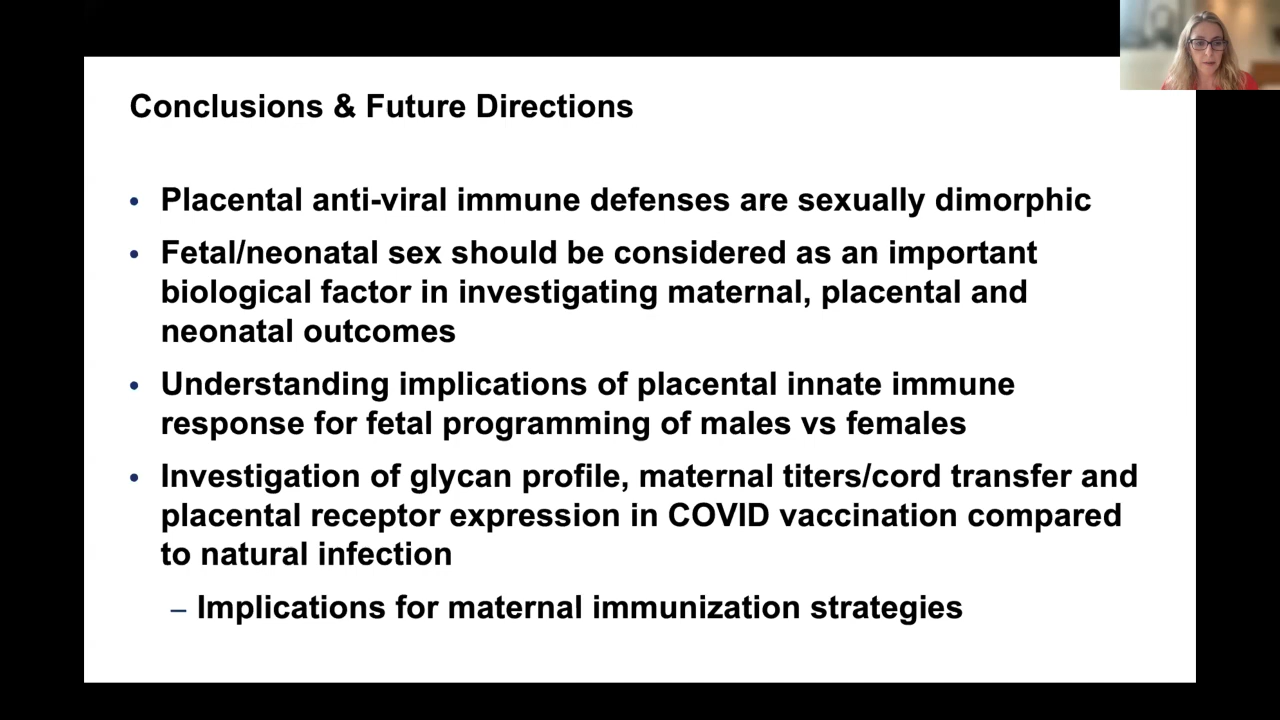 Conclusions & Future Directions
• Placental anti-viral immune defenses are sexually dimorphic
• Fetal/neonatal sex should be considered as an important
biological factor in investigating maternal, placental and
neonatal outcomes
• Understanding implications of placental innate immune
response for fetal programming of males vs females
• Investigation of glycan profile, maternal titers/cord transfer and
placental receptor expression in COVID vaccination compared
to natural infection
– Implications for maternal immunization strategies